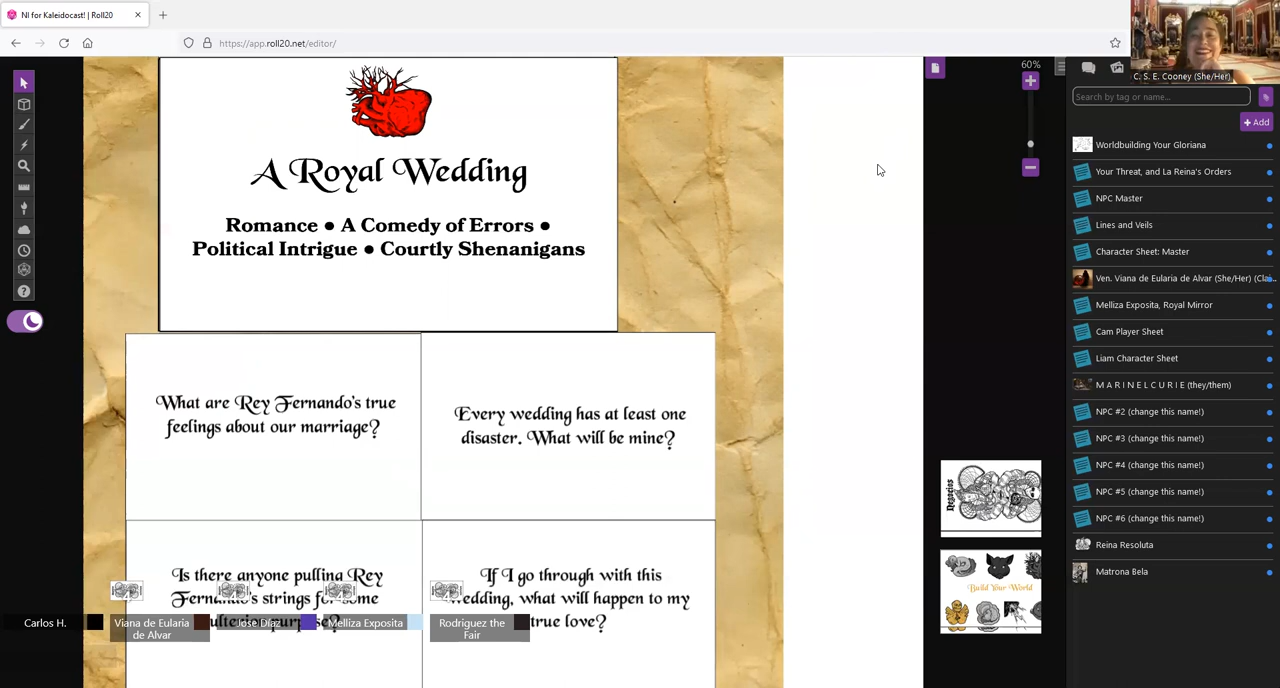 NI for Kaleidocast! | Roll20
https://app.roll20.net/editor/
C. S. E. Cooney (She/Her)
60%
Search by tag or name...
+ Add
A Royal Wedding
Romance ● A Comedy of Errors ●
Political Intrigue ● Courtly Shenanigans
What are Rey Fernando's true
feelings about our marriage?
Every wedding has at least one
disaster. What will be mine?
Is there anyone pulling Rey
Fernando's strings for some
If I go through with this
wedding, what will happen to my
true love?
Carlos H.
Viana de Eularia
de Alvar
Jose Díaz
Melliza Exposita
Rodriguez the
Fair
Desacios
Build Your World
Worldbuilding Your Gloriana
Your Threat, and La Reina's Orders
NPC Master
Lines and Veils
Character Sheet: Master
Ven. Viana de Eularia de Alvar (She/Her) (Clai...
Melliza Exposita, Royal Mirror
Cam Player Sheet
Liam Character Sheet
M A R I N E L C U R I E (they/them)
NPC #2 (change this name!)
NPC #3 (change this name!)
NPC #4 (change this name!)
NPC #5 (change this name!)
NPC #6 (change this name!)
Reina Resoluta
Matrona Bela